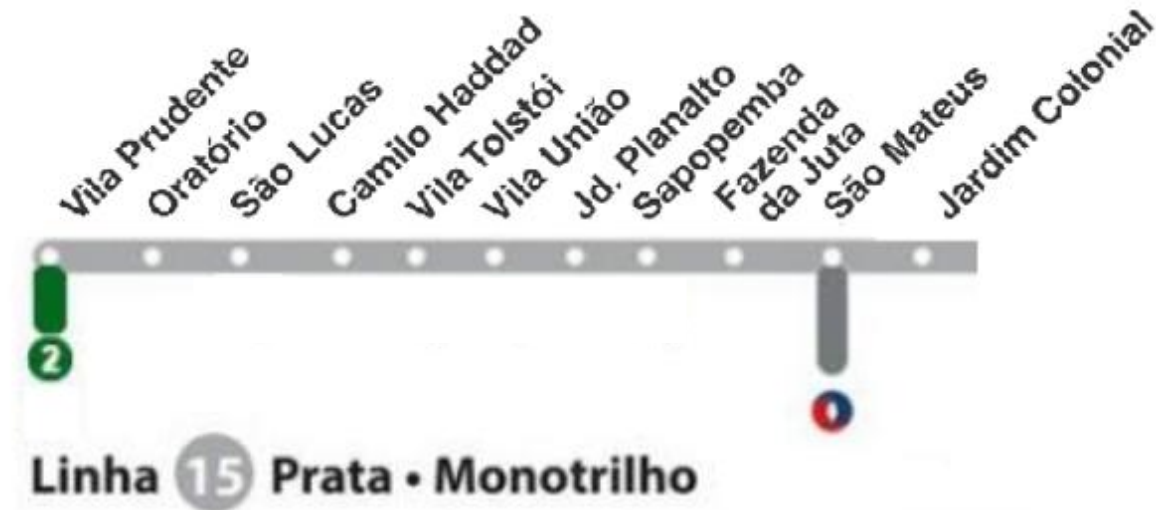 Vila Prudente
Oratório
São Lucas
Camilo Haddad
Vila Tolstói
Vila União
Jd. Planalto
Sapopemba
Fazenda
da Juta
São Mateus
Jardim Colonial
2
Linha 15 Prata • Monotrilho